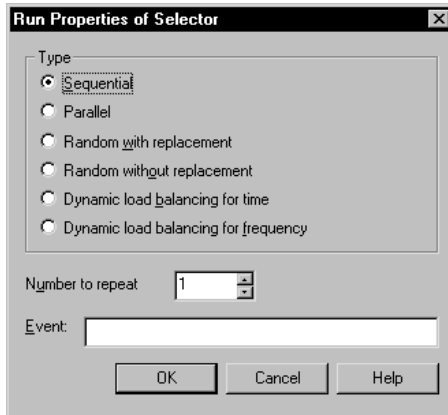 Run Properties of Selector
Type
Sequential
Parallel
Random with replacement
Random without replacement
Dynamic load balancing for time
Dynamic load balancing for frequency
Number to repeat 1
Event:
OK Cancel Help